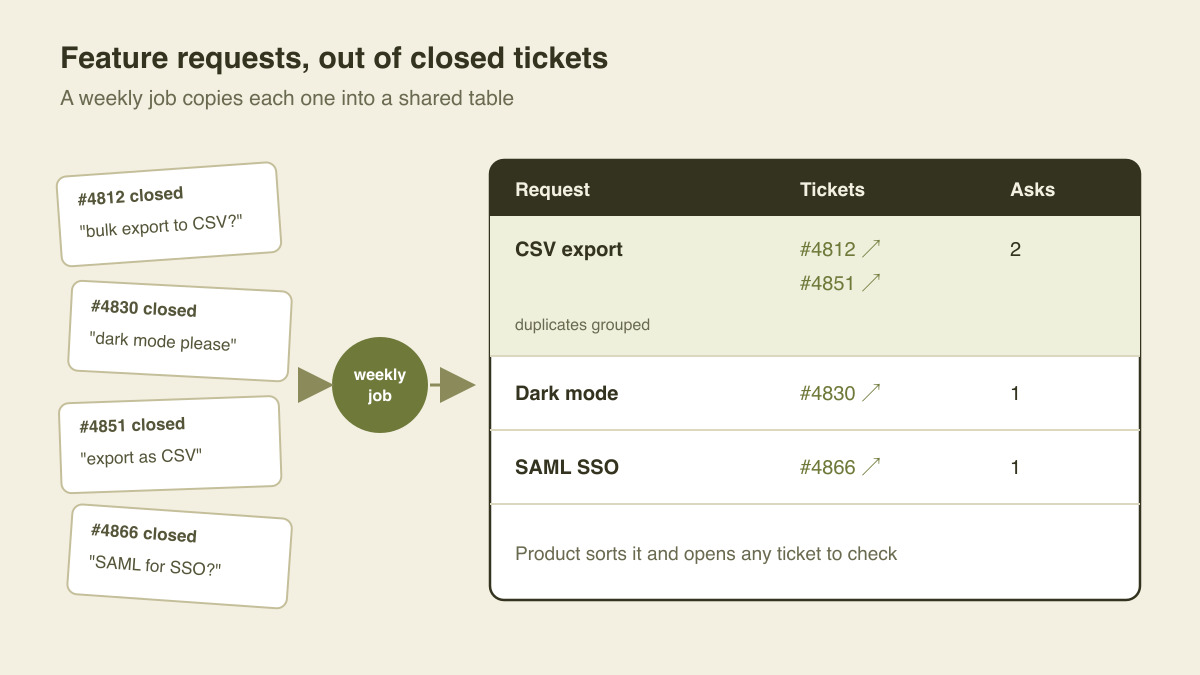 Feature requests, out of closed tickets
A weekly job copies each one into a shared table
#4812 closed
"bulk export to CSV?"
#4830 closed
"dark mode please"
#4851 closed
"export as CSV"
#4866 closed
"SAML for SSO?"
weekly
job
Request Tickets Asks
CSV export #4812 ↗ 2
#4851 ↗
duplicates grouped
Dark mode #4830 ↗ 1
SAML SSO #4866 ↗ 1
Product sorts it and opens any ticket to check